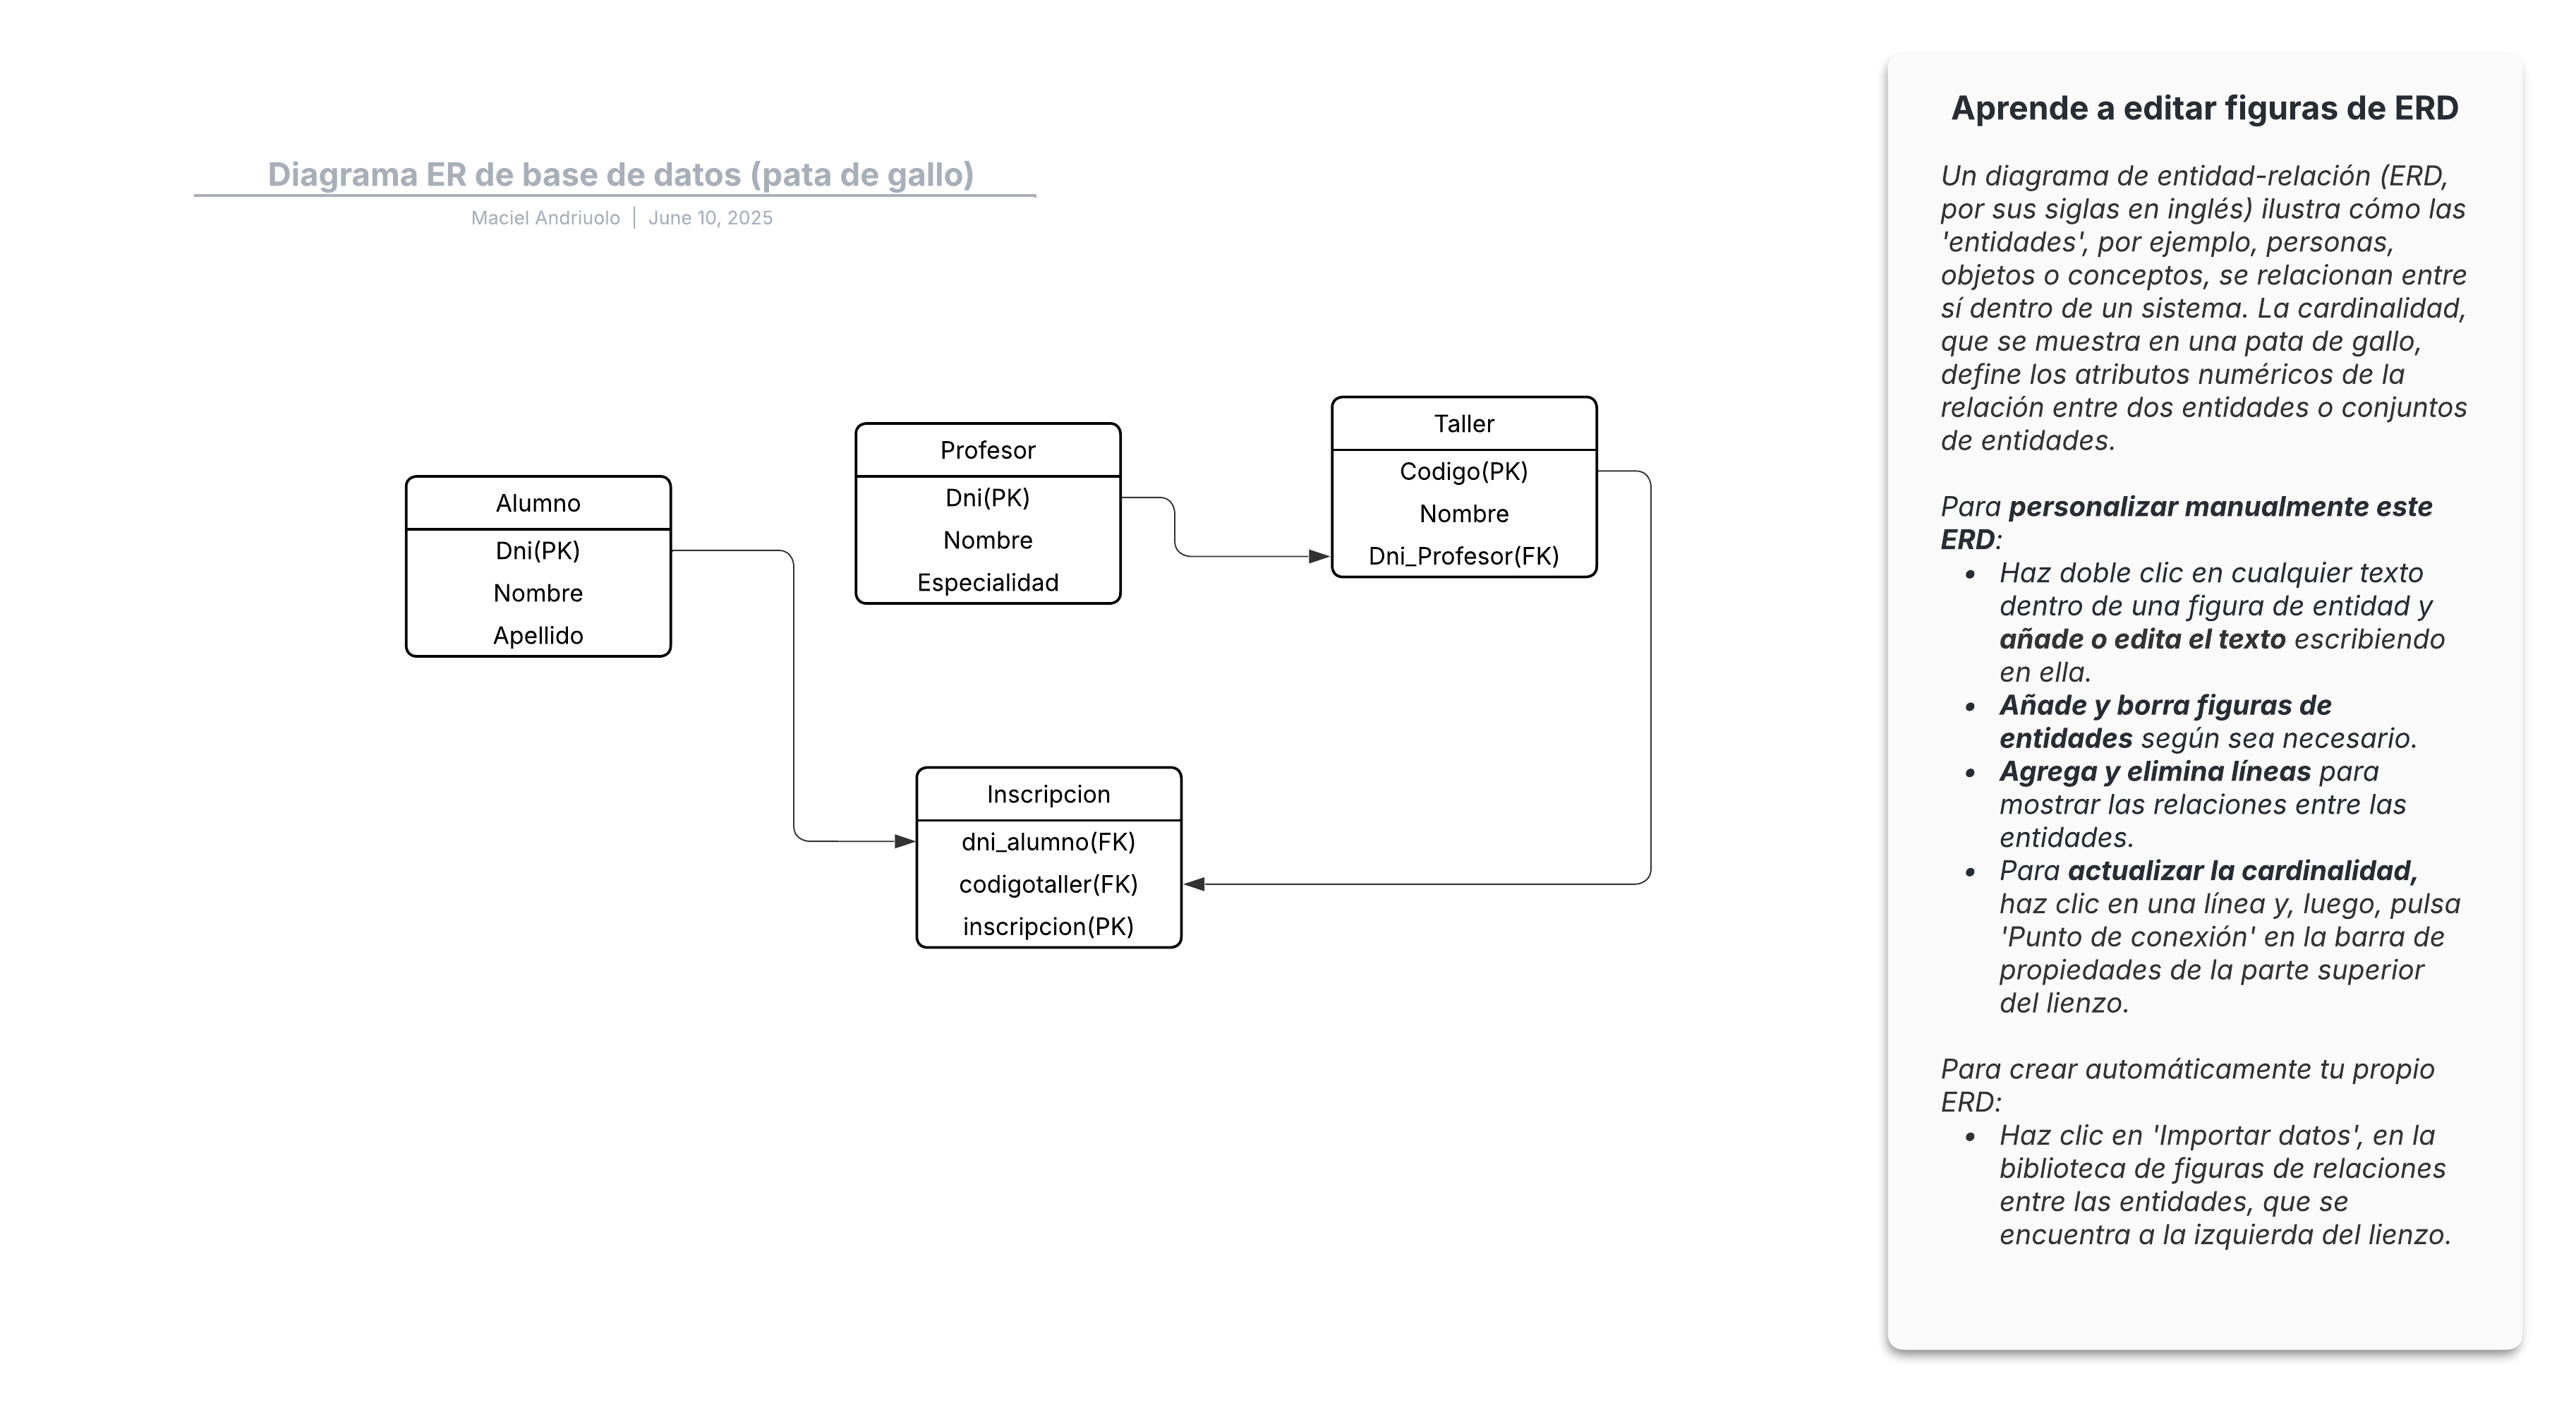 Diagrama ER de base de datos (pata de gallo)
Maciel Andriuolo | June 10, 2025
Alumno
Dni(PK)
Nombre
Apellido
Profesor
Dni(PK)
Nombre
Especialidad
Taller
Codigo(PK)
Nombre
Dni_Profesor(FK)
Inscripcion
dni_alumno(FK)
codigotaller(FK)
inscripcion(PK)
Aprende a editar figuras de ERD
Un diagrama de entidad-relación (ERD,
por sus siglas en inglés) ilustra cómo las
'entidades', por ejemplo, personas,
objetos o conceptos, se relacionan entre
sí dentro de un sistema. La cardinalidad,
que se muestra en una pata de gallo,
define los atributos numéricos de la
relación entre dos entidades o conjuntos
de entidades.
Para personalizar manualmente este
ERD:
• Haz doble clic en cualquier texto
dentro de una figura de entidad y
añade o edita el texto escribiendo
en ella.
• Añade y borra figuras de
entidades según sea necesario.
• Agrega y elimina líneas para
mostrar las relaciones entre las
entidades.
• Para actualizar la cardinalidad,
haz clic en una línea y, luego, pulsa
'Punto de conexión' en la barra de
propiedades de la parte superior
del lienzo.
Para crear automáticamente tu propio
ERD:
• Haz clic en 'Importar datos', en la
biblioteca de figuras de relaciones
entre las entidades, que se
encuentra a la izquierda del lienzo.